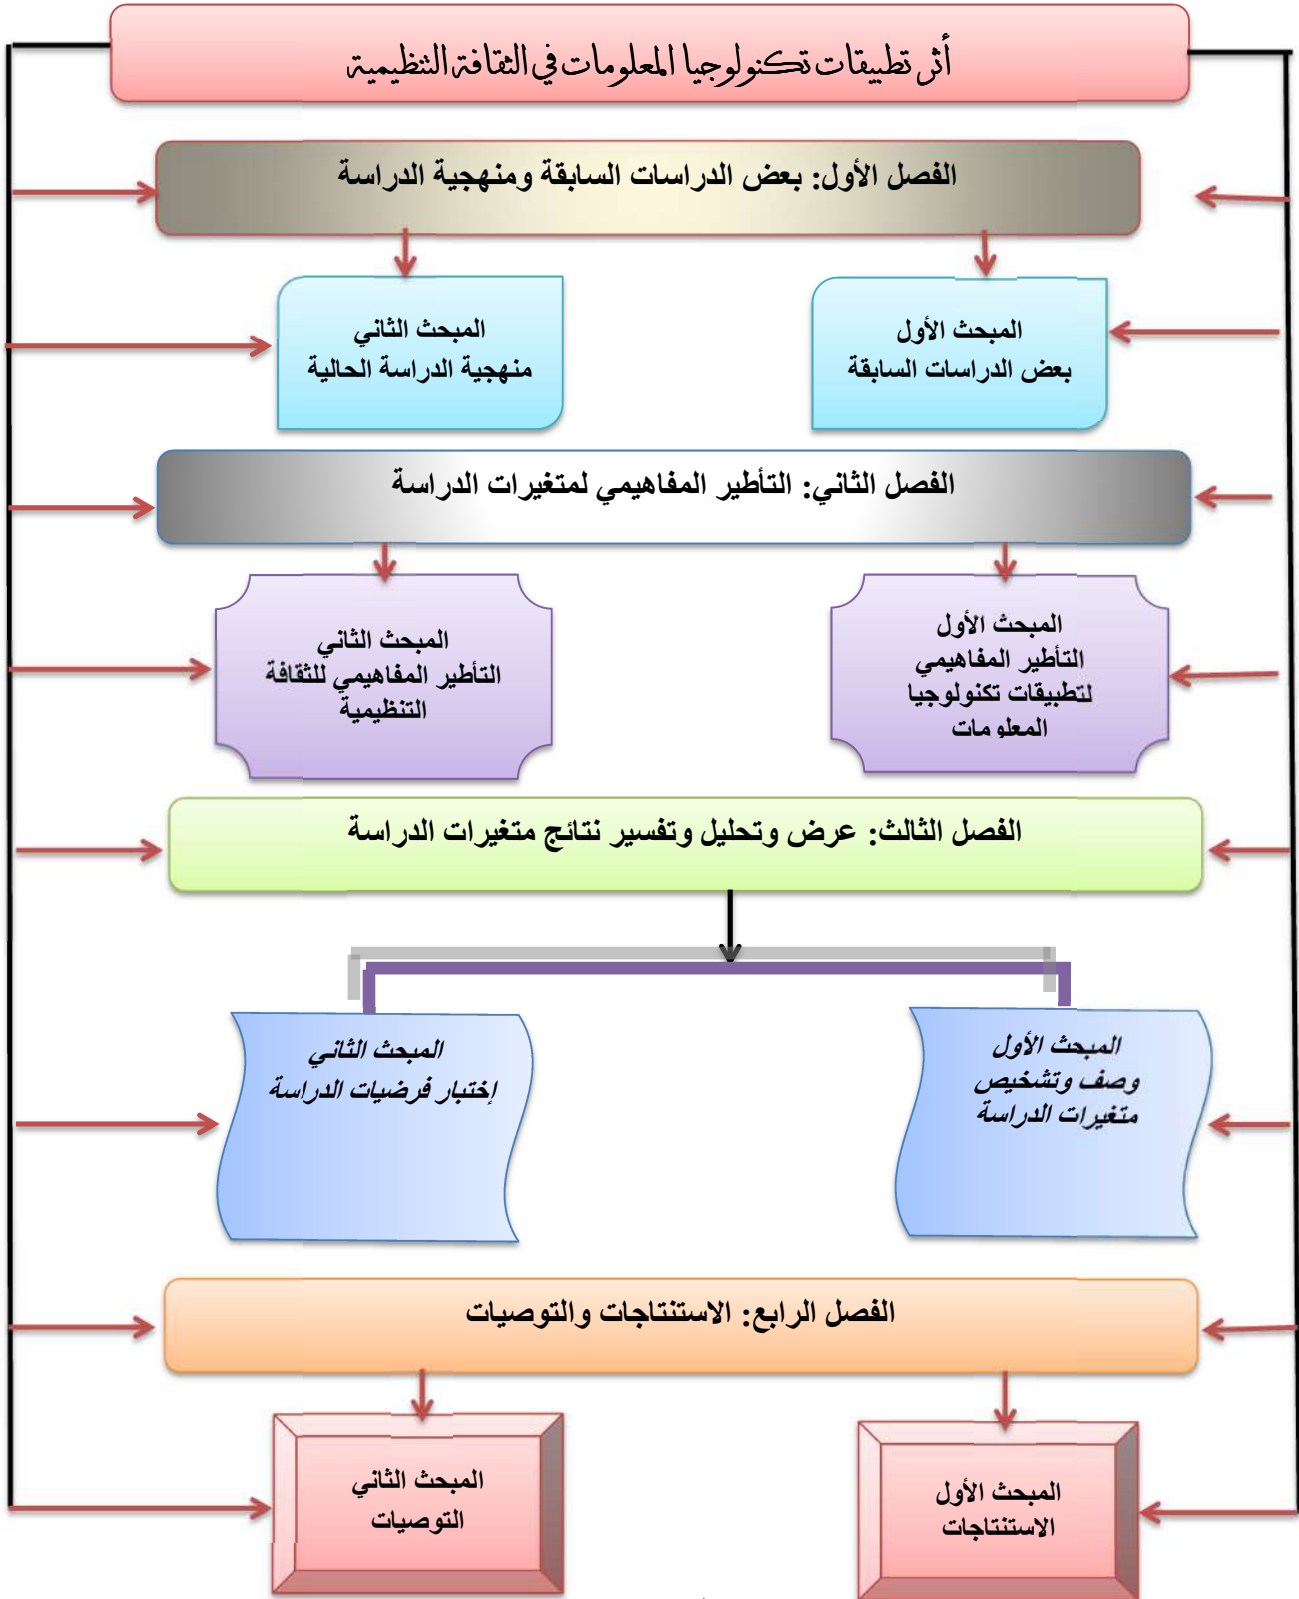 أثر تطبيقات تكنولوجيا المعلومات في الثقافة التنظيمية
الفصل الأول: بعض الدراسات السابقة ومنهجية الدراسة
المبحث الأول
بعض الدراسات السابقة
المبحث الثاني
منهجية الدراسة الحالية
الفصل الثاني: التأطير المفاهيمي لمتغيرات الدراسة
المبحث الأول
التأطير المفاهيمي
لتطبيقات تكنولوجيا
المعلومات
المبحث الثاني
التأطير المفاهيمي للثقافة
التنظيمية
الفصل الثالث: عرض وتحليل وتفسير نتائج متغيرات الدراسة
المبحث الأول
وصف وتشخيص
متغيرات الدراسة
المبحث الثاني
إختبار فرضيات الدراسة
الفصل الرابع: الاستنتاجات والتوصيات
المبحث الأول
الاستنتاجات
المبحث الثاني
التوصيات